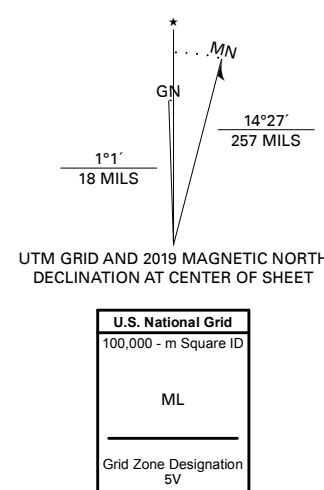 ★
MN
GN
14°27´
257 MILS
1°1´
18 MILS
UTM GRID AND 2019 MAGNETIC NORTH
DECLINATION AT CENTER OF SHEET
U.S. National Grid
100,000 - m Square ID
ML
Grid Zone Designation
5V